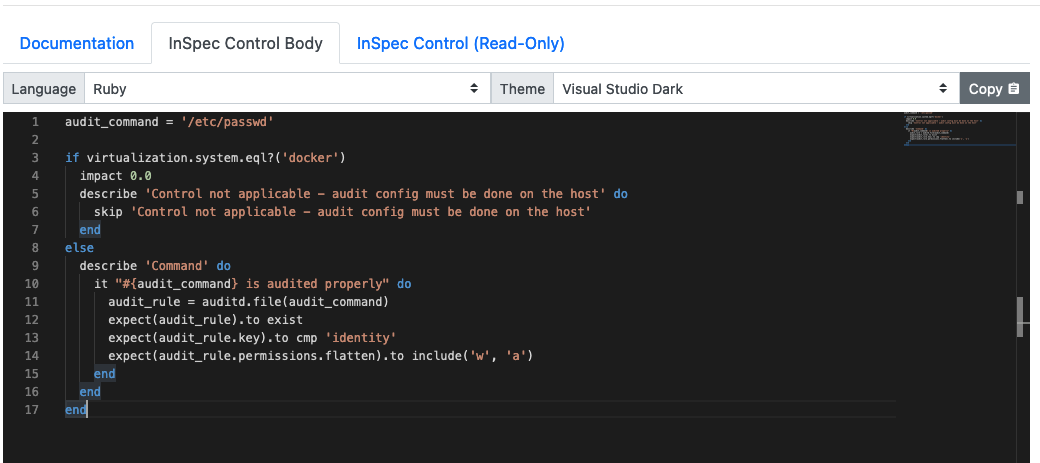 Documentation InSpec Control Body InSpec Control (Read-Only)
Language Ruby Theme Visual Studio Dark Copy
1 audit_command = '/etc/passwd'
2
3 if virtualization.system.eql?('docker')
4   impact 0.0
5   describe 'Control not applicable – audit config must be done on the host' do
6     skip 'Control not applicable – audit config must be done on the host'
7   end
8 else
9   describe 'Command' do
10     it "#{audit_command} is audited properly" do
11       audit_rule = auditd.file(audit_command)
12       expect(audit_rule).to exist
13       expect(audit_rule.key).to cmp 'identity'
14       expect(audit_rule.permissions.flatten).to include('w', 'a')
15     end
16   end
17 end